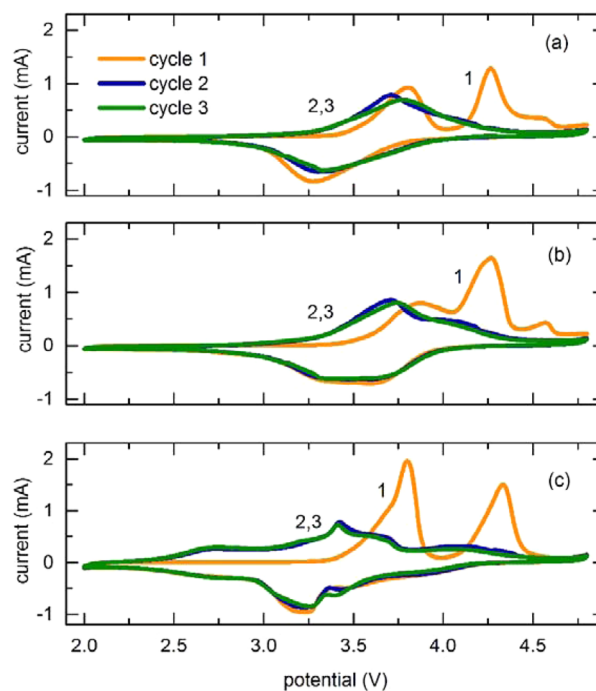 2
(a)
cycle 1
cycle 2
cycle 3
1
2,3
1
0
-1
current (mA)
2
(b)
1
2,3
1
0
-1
current (mA)
2
(c)
1
2,3
1
0
-1
current (mA)
2.0 2.5 3.0 3.5 4.0 4.5
potential (V)